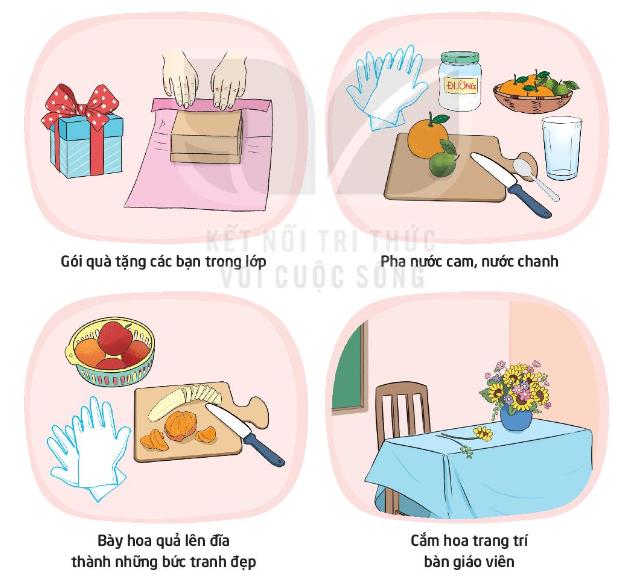 ĐƯỜNG
Gói quà tặng các bạn trong lớp
Pha nước cam, nước chanh
KẾT NỐI TRI THỨC
VỚI CUỘC SỐNG
Bày hoa quả lên đĩa
thành những bức tranh đẹp
Cắm hoa trang trí
bàn giáo viên